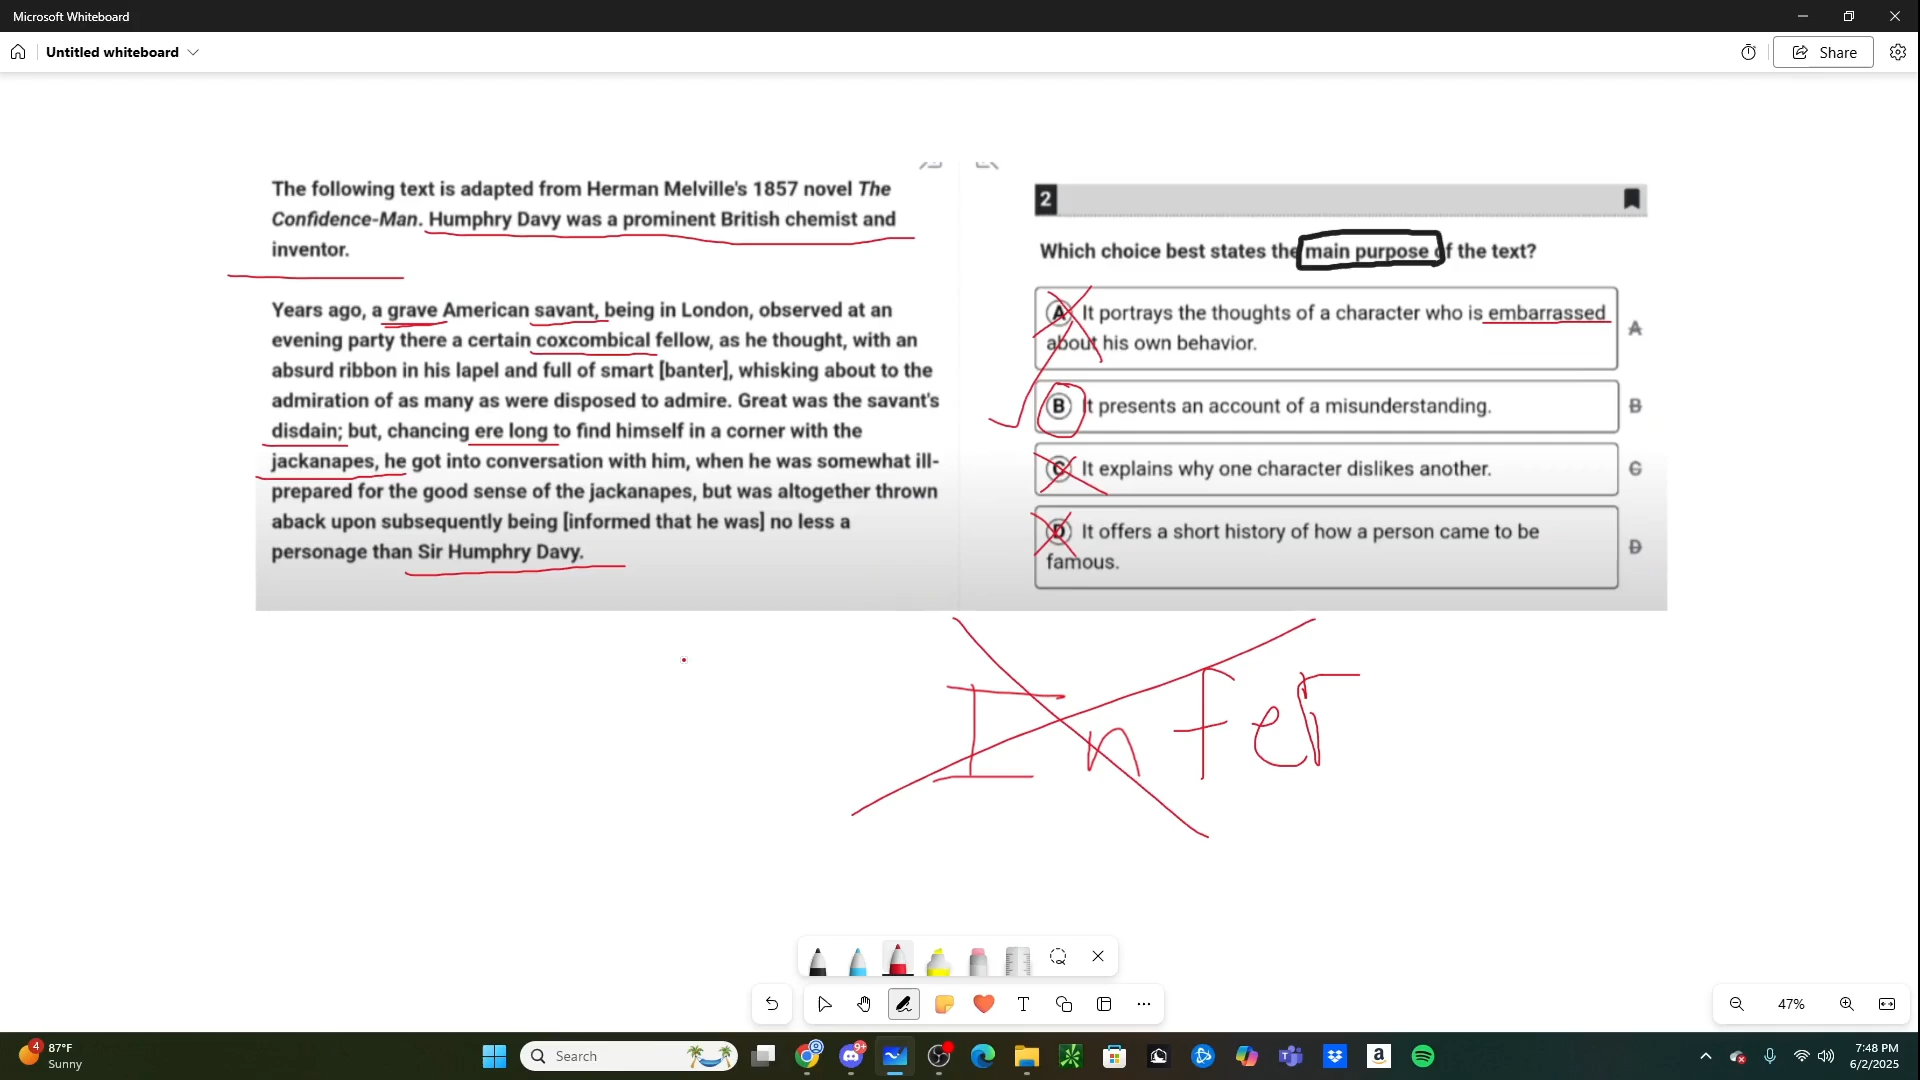 Microsoft Whiteboard
Untitled whiteboard
Share
The following text is adapted from Herman Melville's 1857 novel The
Confidence-Man. Humphry Davy was a prominent British chemist and
inventor.
Years ago, a grave American savant, being in London, observed at an
evening party there a certain coxcombical fellow, as he thought, with an
absurd ribbon in his lapel and full of smart [banter], whisking about to the
admiration of as many as were disposed to admire. Great was the savant's
disdain; but, chancing ere long to find himself in a corner with the
jackanapes, he got into conversation with him, when he was somewhat ill-
prepared for the good sense of the jackanapes, but was altogether thrown
aback upon subsequently being [informed that he was] no less a
personage than Sir Humphry Davy.
2
Which choice best states the main purpose of the text?
A It portrays the thoughts of a character who is embarrassed
about his own behavior.
A
B It presents an account of a misunderstanding.
B
C It explains why one character dislikes another.
C
D It offers a short history of how a person came to be
famous.
D
Infer
47%
4
87°F
Sunny
Search
9+
7:48 PM
6/2/2025